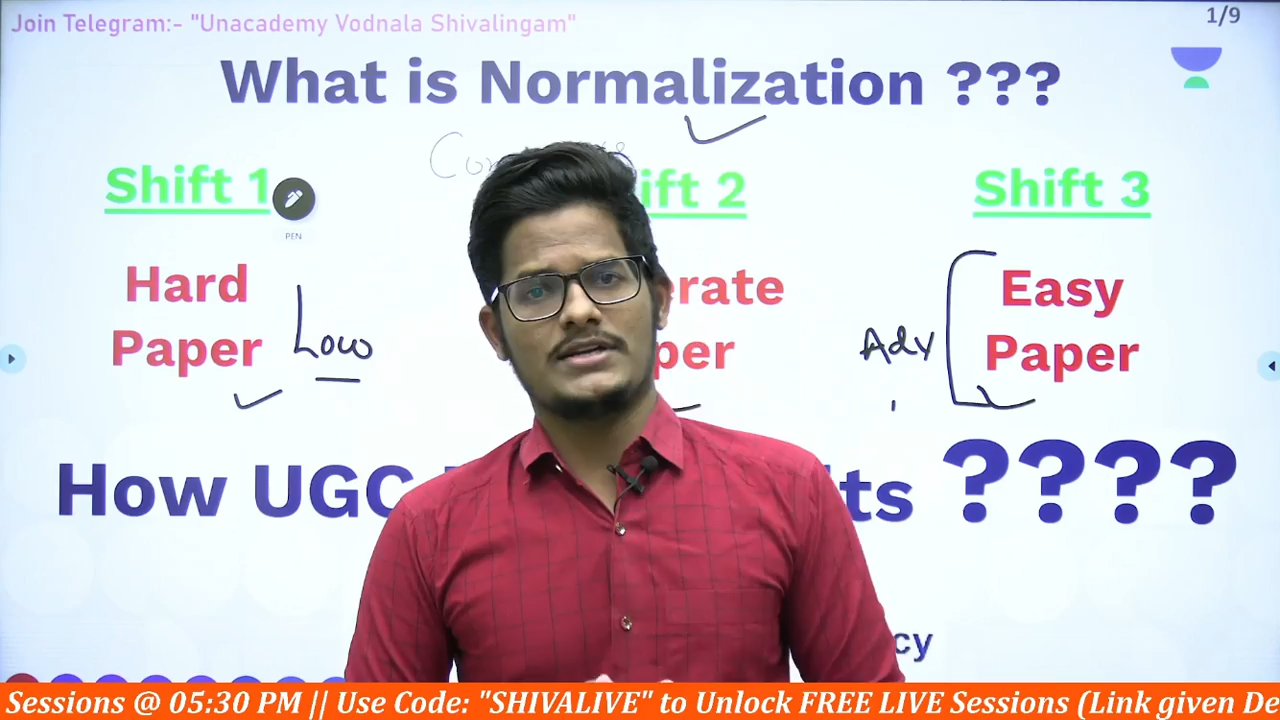 Join Telegram:- "Unacademy Vodnala Shivalingam"
1/9
What is Normalization ???
Shift 1
ift 2
Shift 3
PEN
Hard
Paper
Low
erate
per
Adv
Easy
Paper
How UGC
its ????
cy
Sessions @ 05:30 PM || Use Code: "SHIVALIVE" to Unlock FREE LIVE Sessions (Link given De